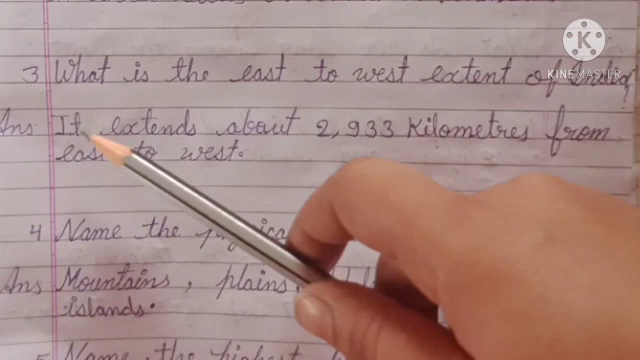 KINEMASTER
3 What is the east to west extent of India?
Ans It extends about 2,933 Kilometres from
east to west.
4 Name the
Ans Mountains, plains,
islands.
5 Name the highest